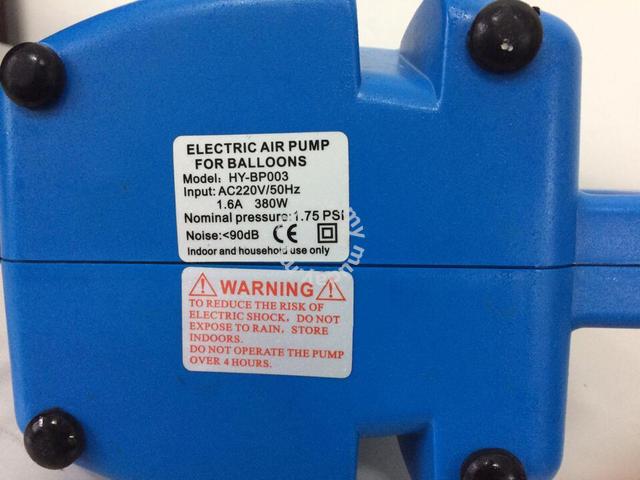 ELECTRIC AIR PUMP
FOR BALLOONS
Model: HY-BP003
Input: AC220V/50Hz
1.6A 380W
Nominal pressure: 1.75 PSI
Noise:<90dB CE
Indoor and household use only
WARNING
TO REDUCE THE RISK OF
ELECTRIC SHOCK, DO NOT
EXPOSE TO RAIN, STORE
INDOORS.
DO NOT OPERATE THE PUMP
OVER 4 HOURS.